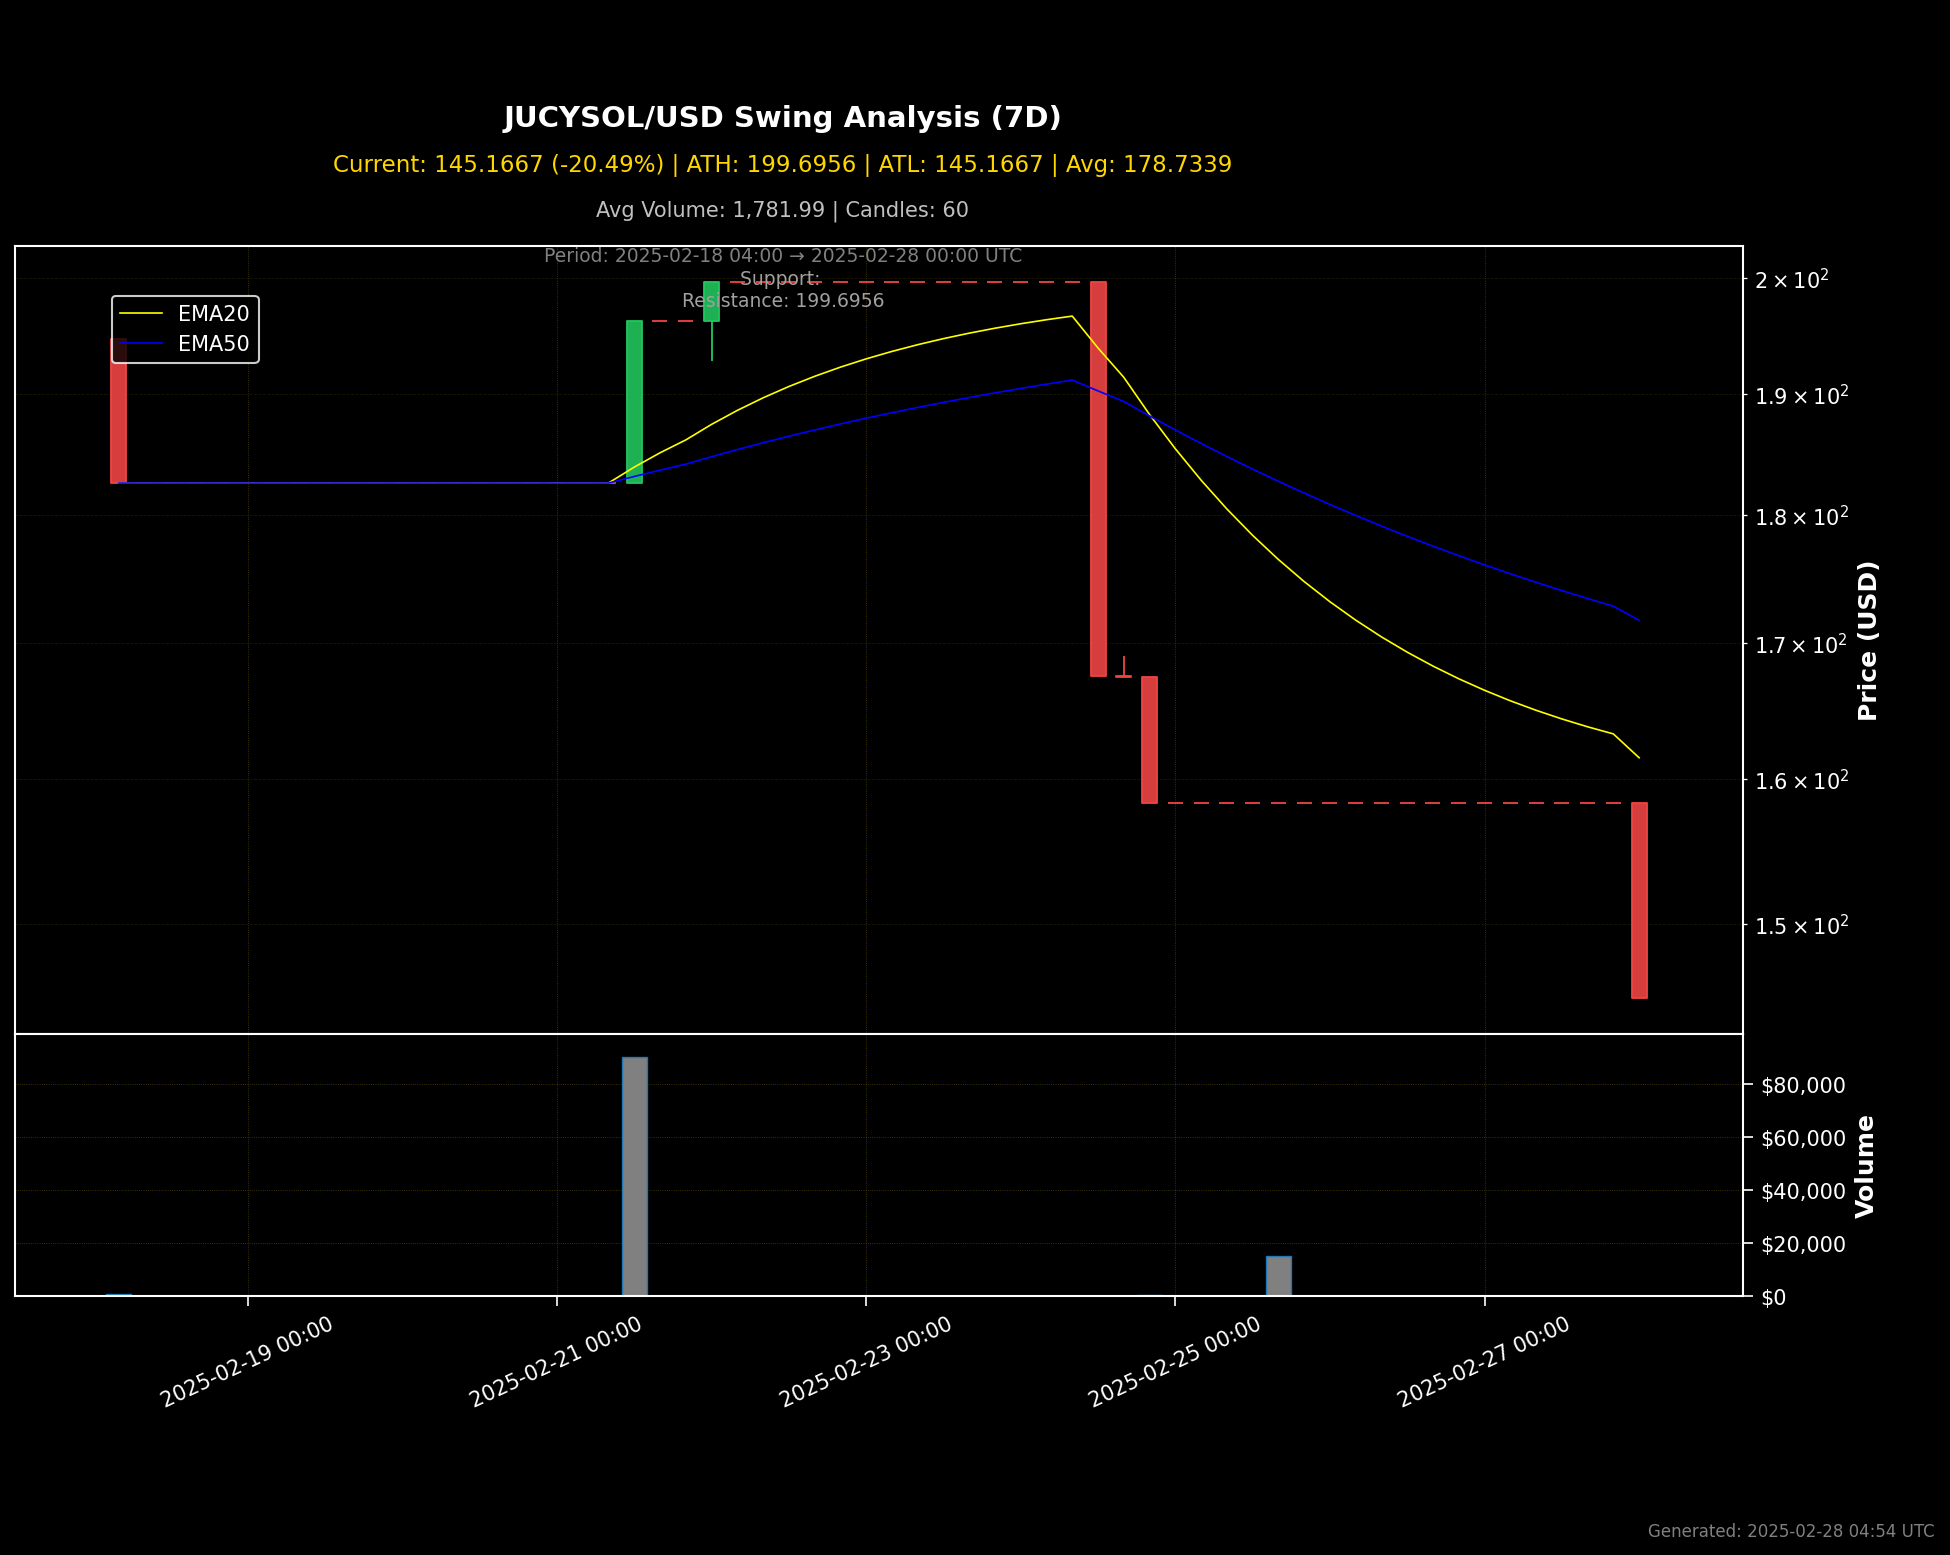 JUCYSOL/USD Swing Analysis (7D)
Current: 145.1667 (-20.49%) | ATH: 199.6956 | ATL: 145.1667 | Avg: 178.7339
Avg Volume: 1,781.99 | Candles: 60
Period: 2025-02-18 04:00 → 2025-02-28 00:00 UTC
Support:
Resistance: 199.6956
EMA20
EMA50
2 × 10²
1.9 × 10²
1.8 × 10²
1.7 × 10²
1.6 × 10²
1.5 × 10²
Price (USD)
$80,000
$60,000
$40,000
$20,000
$0
Volume
2025-02-19 00:00
2025-02-21 00:00
2025-02-23 00:00
2025-02-25 00:00
2025-02-27 00:00
Generated: 2025-02-28 04:54 UTC